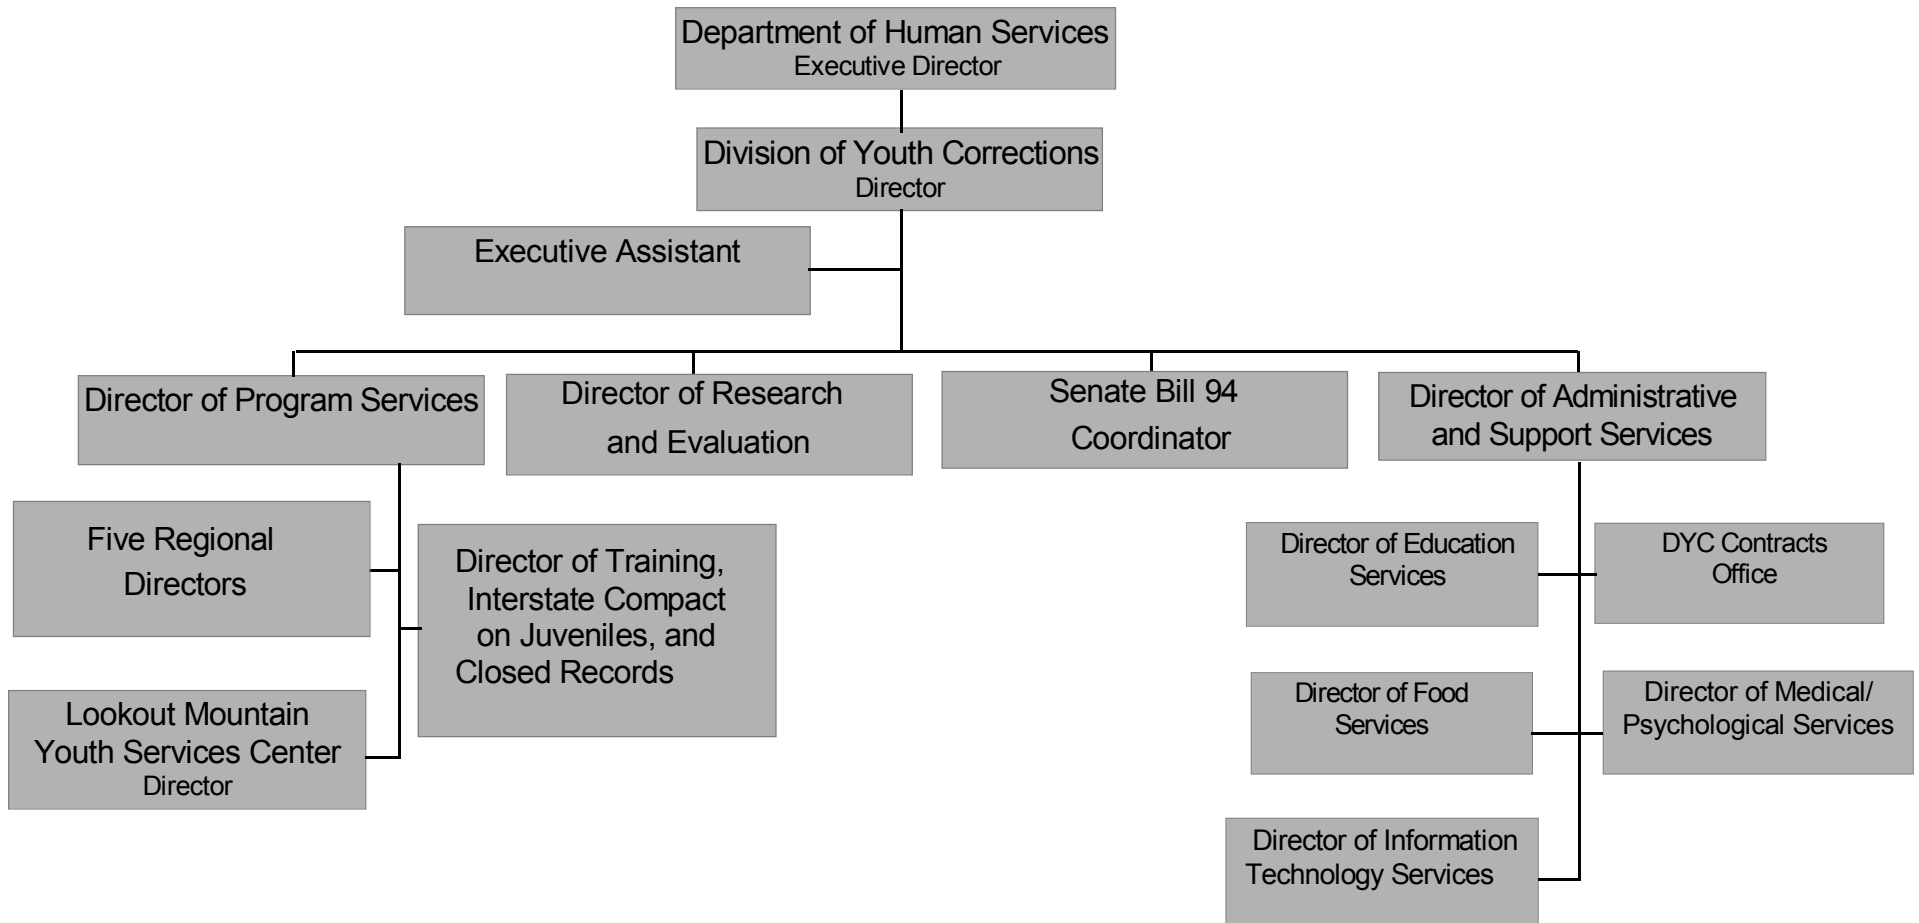 Department of Human Services
Executive Director
Division of Youth Corrections
Director
Executive Assistant
Director of Program Services
Director of Research
and Evaluation
Senate Bill 94
Coordinator
Director of Administrative
and Support Services
Five Regional
Directors
Director of Training,
Interstate Compact
on Juveniles, and
Closed Records
Lookout Mountain
Youth Services Center
Director
Director of Education
Services
DYC Contracts
Office
Director of Food
Services
Director of Medical/
Psychological Services
Director of Information
Technology Services